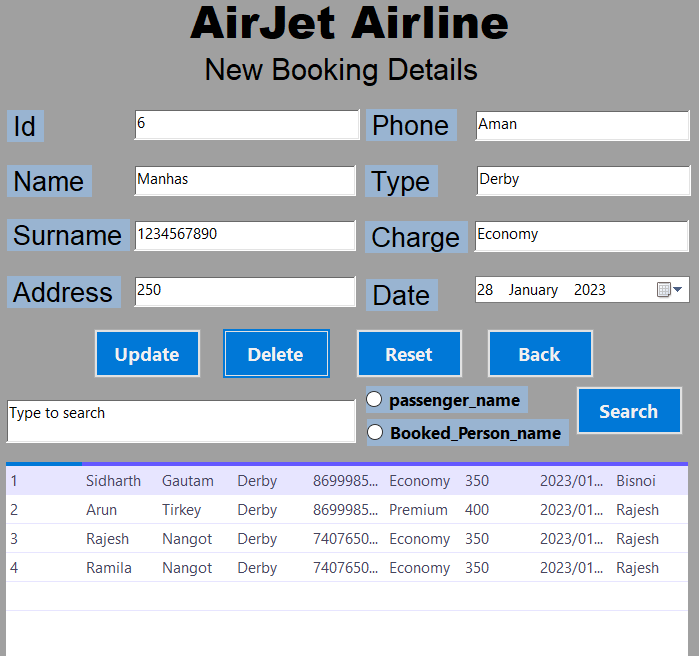 AirJet Airline
New Booking Details
Id 6 Phone Aman
Name Manhas Type Derby
Surname 1234567890 Charge Economy
Address 250 Date 28 January 2023
Update Delete Reset Back
Type to search passenger_name Search
Booked_Person_name
1 Sidharth Gautam Derby 8699985... Economy 350 2023/01... Bisnoi
2 Arun Tirkey Derby 8699985... Premium 400 2023/01... Rajesh
3 Rajesh Nangot Derby 7407650... Economy 350 2023/01... Rajesh
4 Ramila Nangot Derby 7407650... Economy 350 2023/01... Rajesh